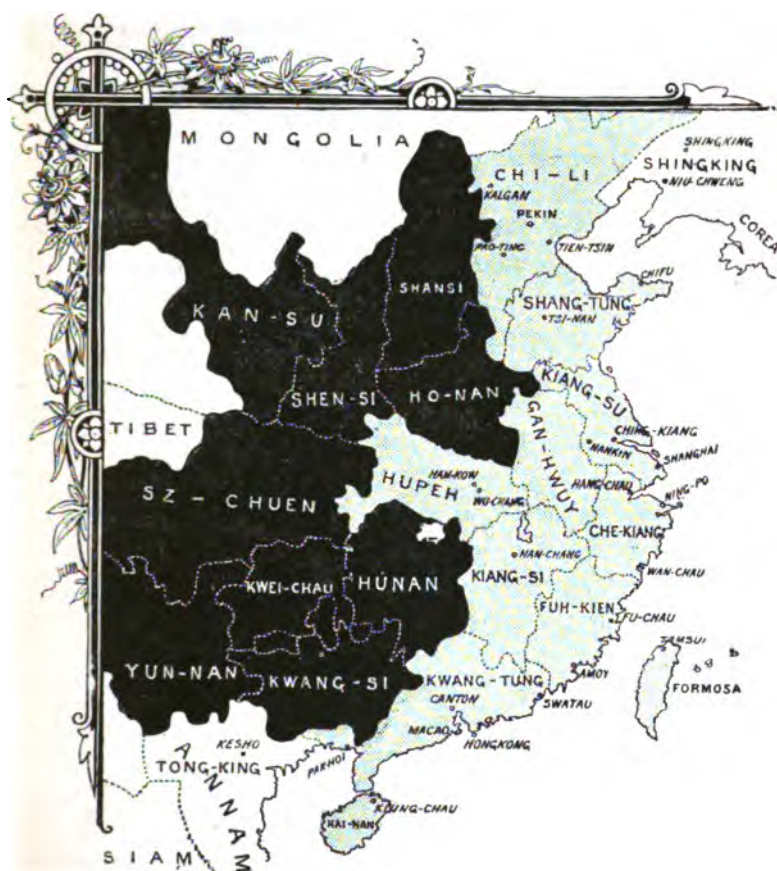 MONGOLIA
SHINGKING
SHINGKING
NIU-CHWENG
CHI-LI
KALGAN
PEKIN
PAO-TING
TIEN-TSIN
COREA
CHIFU
SHANSI
SHANG-TUNG
TSI-NAN
KAN-SU
SHEN-SI
HO-NAN
KIANG-SU
GAN-HWUY
CHING-KIANG
NANKIN
SHANGHAI
TIBET
HAN-KOW
HUPEH
WU-CHANG
HANG-CHAU
NING-PO
SZ-CHUEN
CHE-KIANG
NAN-CHANG
WAN-CHAU
KWEI-CHAU
HUNAN
KIANG-SI
FUH-KIEN
FU-CHAU
TAMSUI
YUN-NAN
KWANG-SI
KWANG-TUNG
CANTON
AMOY
SWATAU
FORMOSA
MACAO
HONGKONG
KESHO
TONG-KING
PAKHOI
ANNAM
KIUNG-CHAU
HAI-NAN
SIAM